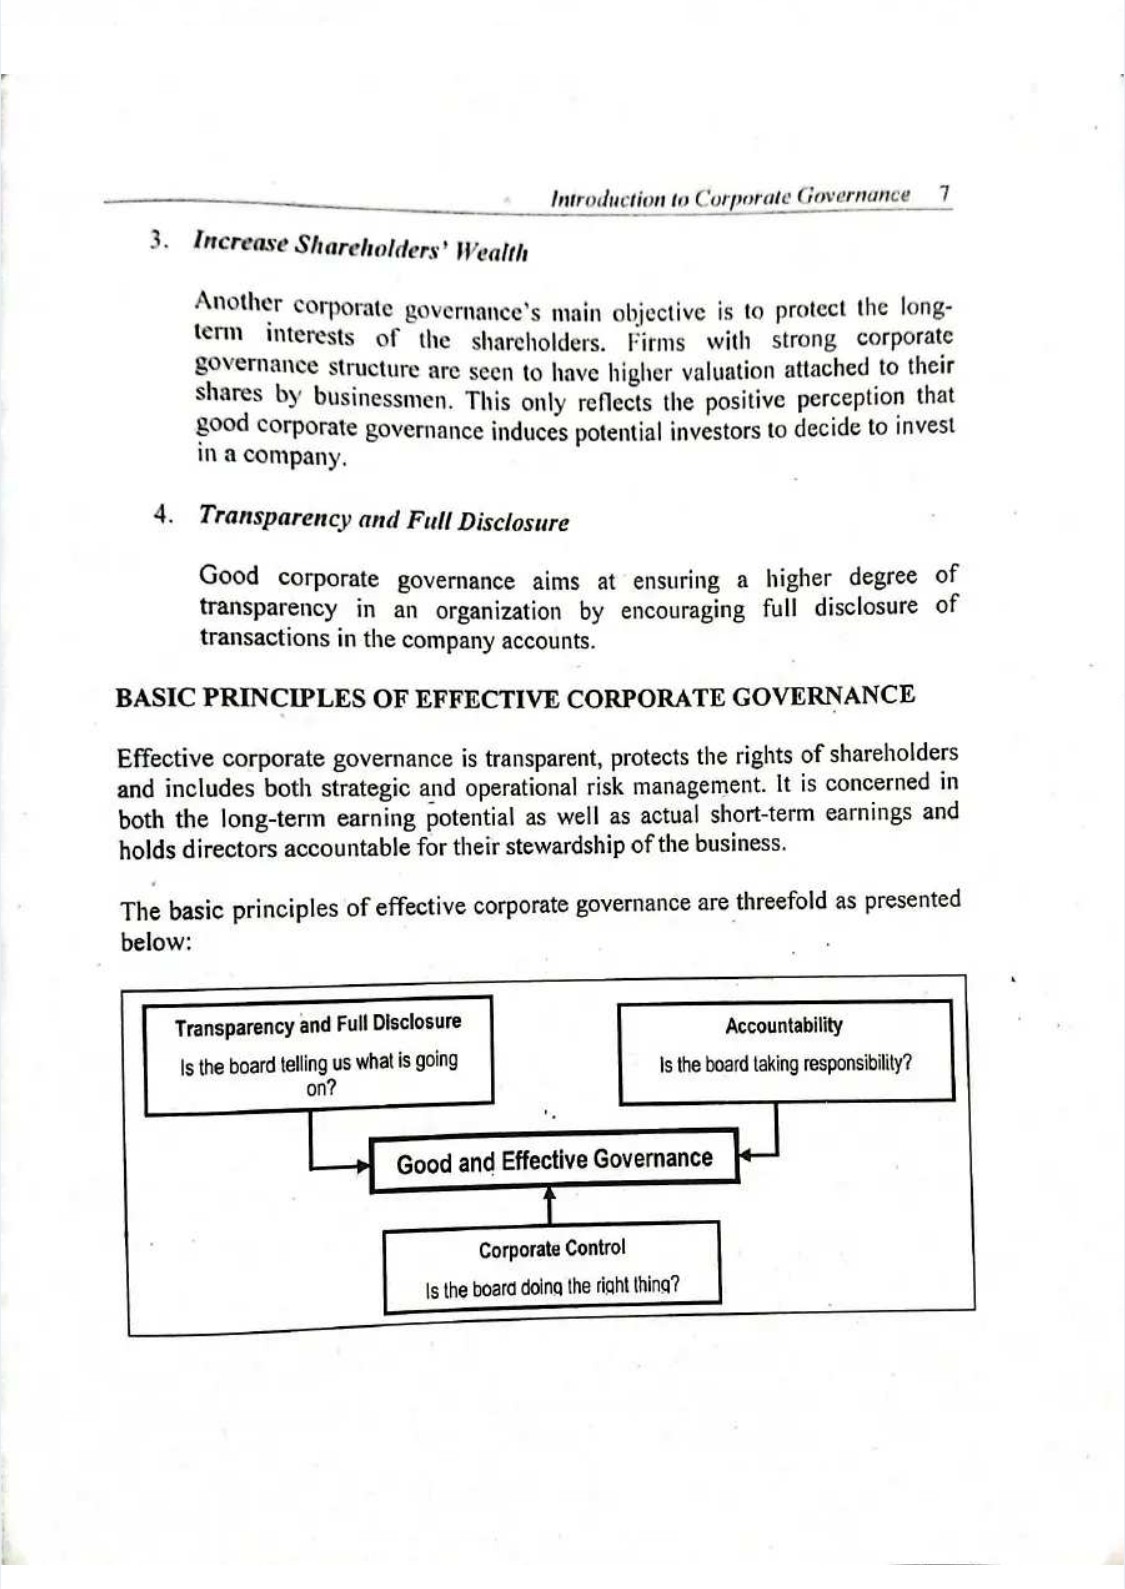 Introduction to Corporate Governance 7
3. Increase Shareholders' Wealth
Another corporate governance's main objective is to protect the long-
term interests of the shareholders. Firms with strong corporate
governance structure are seen to have higher valuation attached to their
shares by businessmen. This only reflects the positive perception that
good corporate governance induces potential investors to decide to invest
in a company.
4. Transparency and Full Disclosure
Good corporate governance aims at ensuring a higher degree of
transparency in an organization by encouraging full disclosure of
transactions in the company accounts.
BASIC PRINCIPLES OF EFFECTIVE CORPORATE GOVERNANCE
Effective corporate governance is transparent, protects the rights of shareholders
and includes both strategic and operational risk management. It is concerned in
both the long-term earning potential as well as actual short-term earnings and
holds directors accountable for their stewardship of the business.
The basic principles of effective corporate governance are threefold as presented
below:
Transparency and Full Disclosure
Is the board telling us what is going
on?
Accountability
Is the board taking responsibility?
Good and Effective Governance
Corporate Control
Is the board doing the right thing?